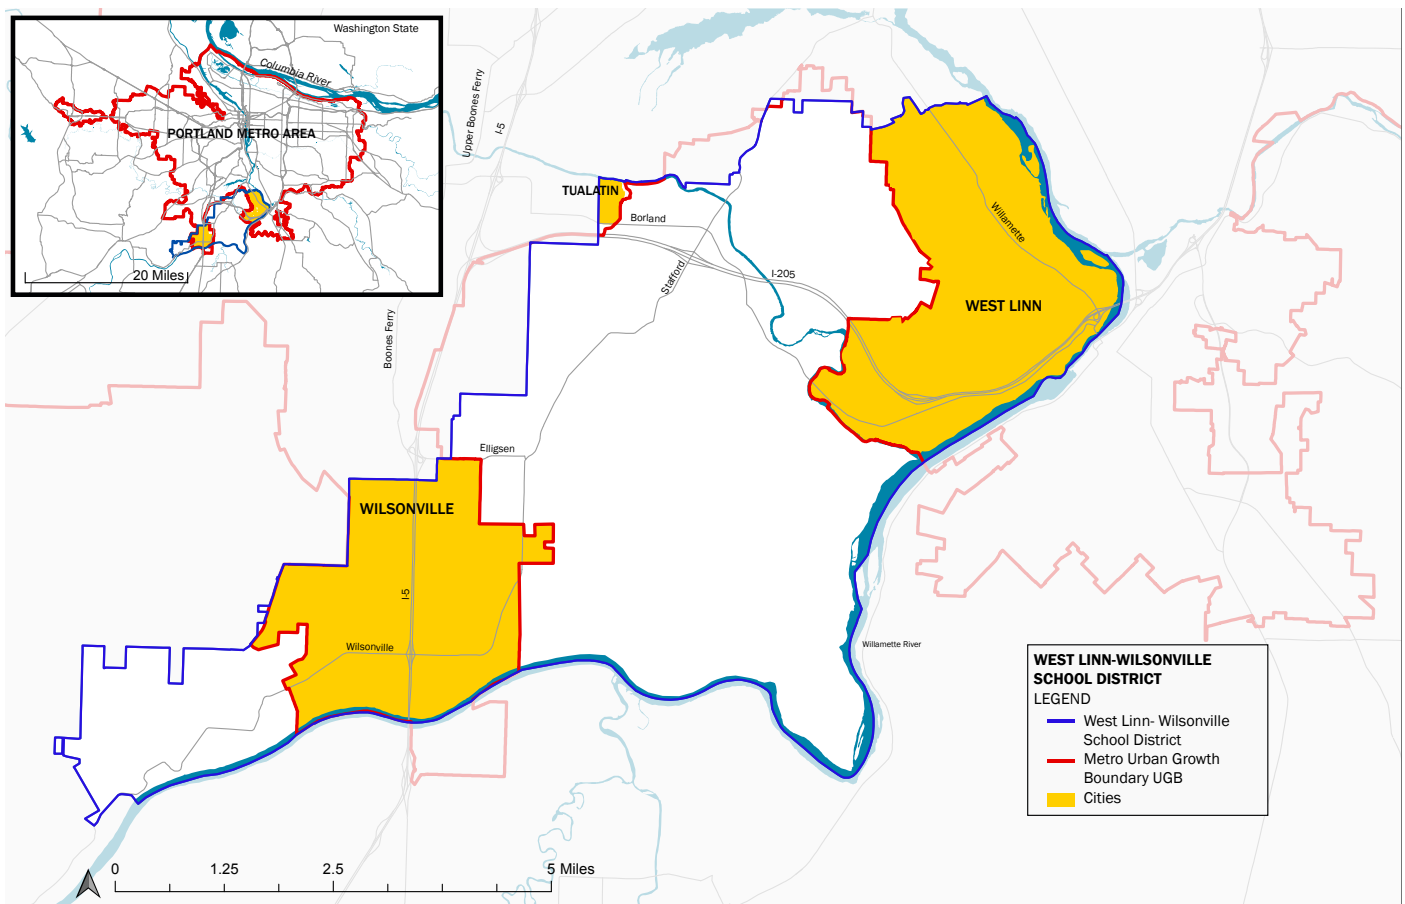 Washington State
Columbia River
PORTLAND METRO AREA
20 Miles
Upper Boones Ferry
I-5
TUALATIN
Borland
Stafford
I-205
Willamette
WEST LINN
Boones Ferry
Elligsen
WILSONVILLE
I-5
Wilsonville
Willamette River
WEST LINN-WILSONVILLE
SCHOOL DISTRICT
LEGEND
West Linn- Wilsonville
School District
Metro Urban Growth
Boundary UGB
Cities
0 1.25 2.5 5 Miles